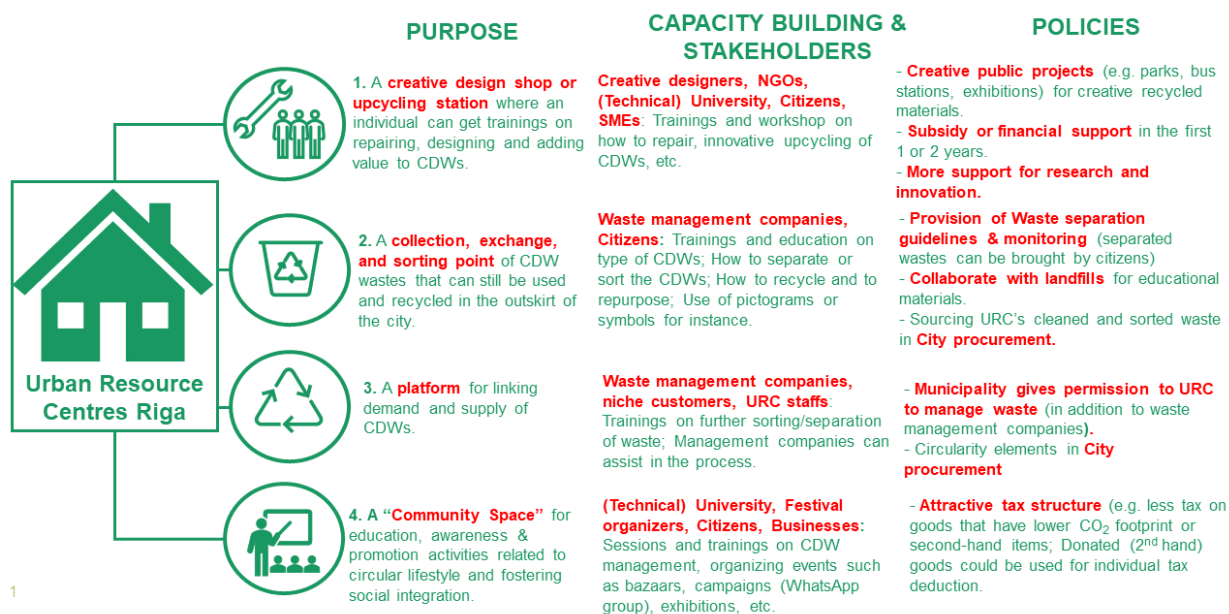 PURPOSE
CAPACITY BUILDING &
STAKEHOLDERS
POLICIES
Urban Resource
Centres Riga
1. A creative design shop or
upcycling station where an
individual can get trainings on
repairing, designing and adding
value to CDWs.
Creative designers, NGOs,
(Technical) University, Citizens,
SMEs: Trainings and workshop on
how to repair, innovative upcycling of
CDWs, etc.
- Creative public projects (e.g. parks, bus
stations, exhibitions) for creative recycled
materials.
- Subsidy or financial support in the first
1 or 2 years.
- More support for research and
innovation.
2. A collection, exchange,
and sorting point of CDW
wastes that can still be used
and recycled in the outskirt of
the city.
Waste management companies,
Citizens: Trainings and education on
type of CDWs; How to separate or
sort the CDWs; How to recycle and to
repurpose; Use of pictograms or
symbols for instance.
- Provision of Waste separation
guidelines & monitoring (separated
wastes can be brought by citizens)
- Collaborate with landfills for educational
materials.
- Sourcing URC's cleaned and sorted waste
in City procurement.
3. A platform for linking
demand and supply of
CDWs.
Waste management companies,
niche customers, URC staffs:
Trainings on further sorting/separation
of waste; Management companies can
assist in the process.
- Municipality gives permission to URC
to manage waste (in addition to waste
management companies).
- Circularity elements in City
procurement
4. A “Community Space” for
education, awareness &
promotion activities related to
circular lifestyle and fostering
social integration.
(Technical) University, Festival
organizers, Citizens, Businesses:
Sessions and trainings on CDW
management, organizing events such
as bazaars, campaigns (WhatsApp
group), exhibitions, etc.
- Attractive tax structure (e.g. less tax on
goods that have lower CO2 footprint or
second-hand items; Donated (2nd hand)
goods could be used for individual tax
deduction.
1